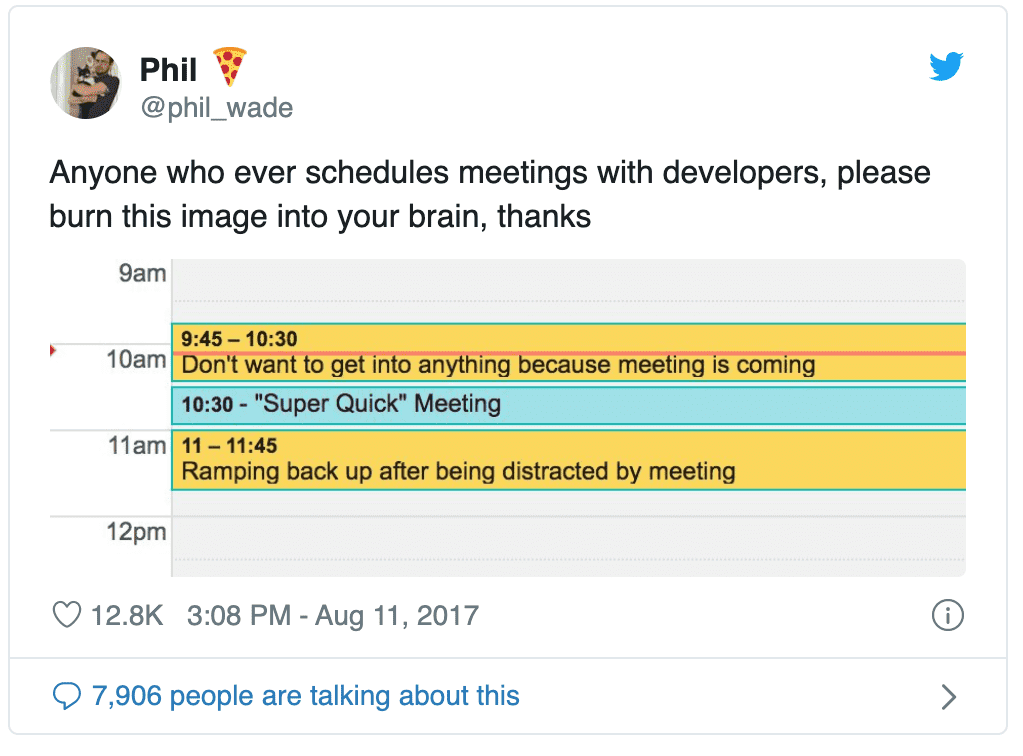 Phil 🍕
@phil_wade
Anyone who ever schedules meetings with developers, please
burn this image into your brain, thanks
9am
9:45 – 10:30
10am
Don't want to get into anything because meeting is coming
10:30 - "Super Quick" Meeting
11am
11 – 11:45
Ramping back up after being distracted by meeting
12pm
12.8K 3:08 PM - Aug 11, 2017
7,906 people are talking about this